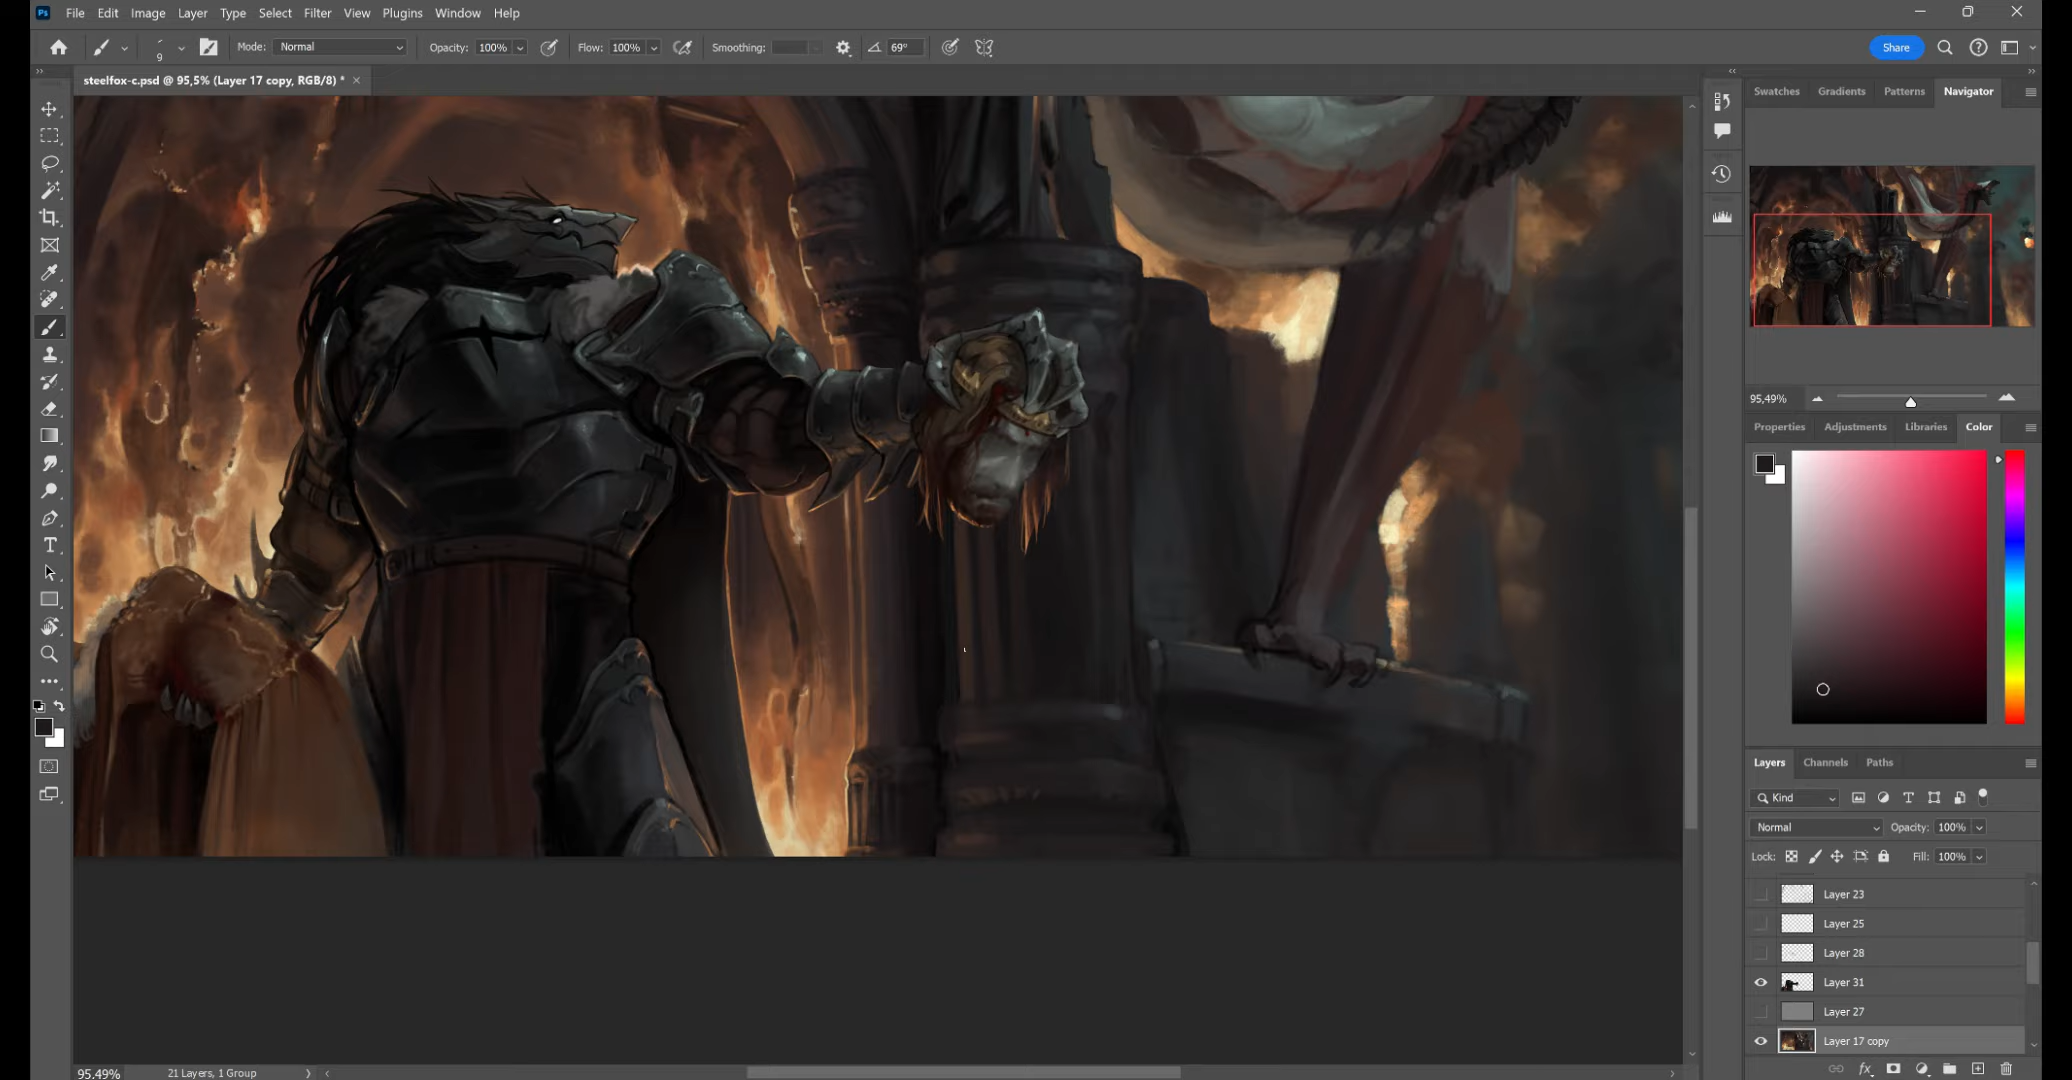 Ps File Edit Image Layer Type Select Filter View Plugins Window Help
9 Mode: Normal Opacity: 100% Flow: 100% Smoothing: 69° Share
steelfox-c.psd @ 95,5% (Layer 17 copy, RGB/8) *
Swatches Gradients Patterns Navigator
95,49%
Properties Adjustments Libraries Color
Layers Channels Paths
Kind
Normal Opacity: 100%
Lock: Fill: 100%
Layer 23
Layer 25
Layer 28
Layer 31
Layer 27
Layer 17 copy
fx
95.49% 21 Layers, 1 Group